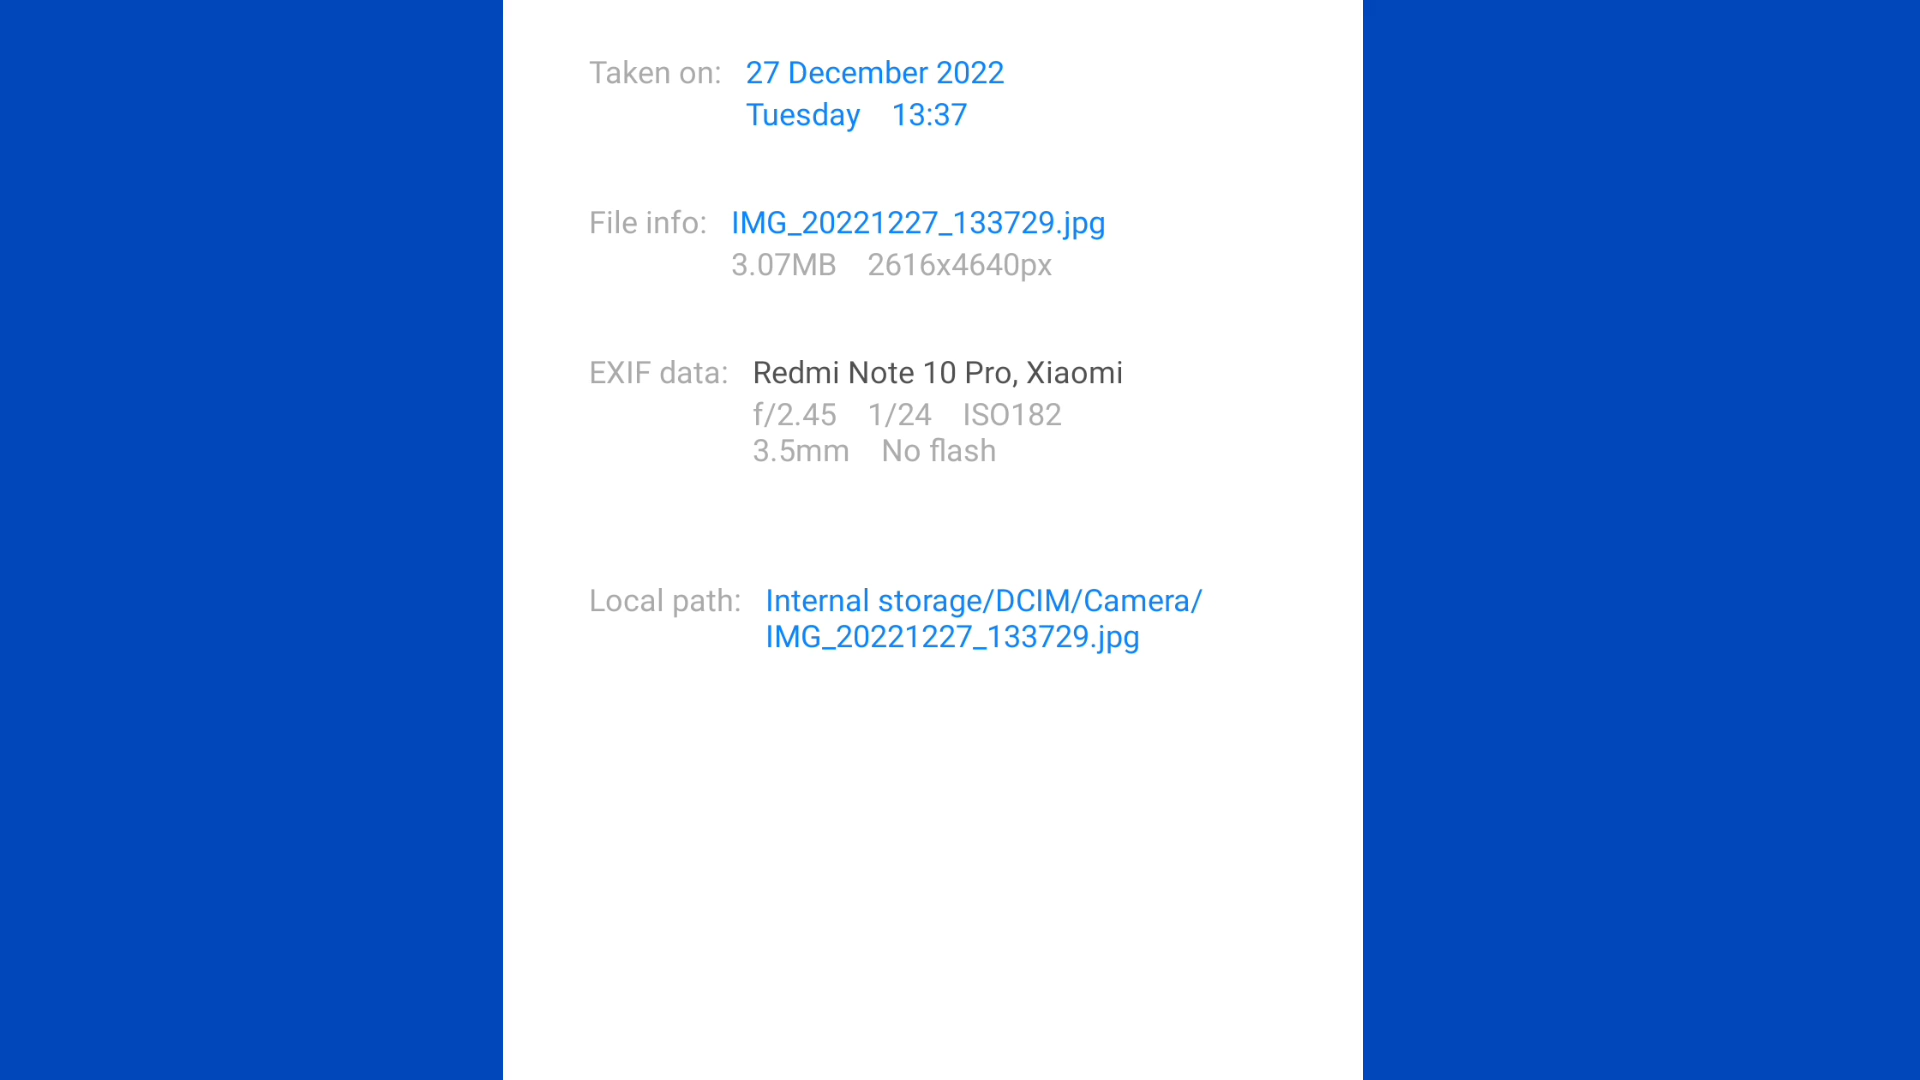 Taken on: 27 December 2022
Tuesday 13:37
File info: IMG_20221227_133729.jpg
3.07MB 2616x4640px
EXIF data: Redmi Note 10 Pro, Xiaomi
f/2.45 1/24 ISO182
3.5mm No flash
Local path: Internal storage/DCIM/Camera/
IMG_20221227_133729.jpg